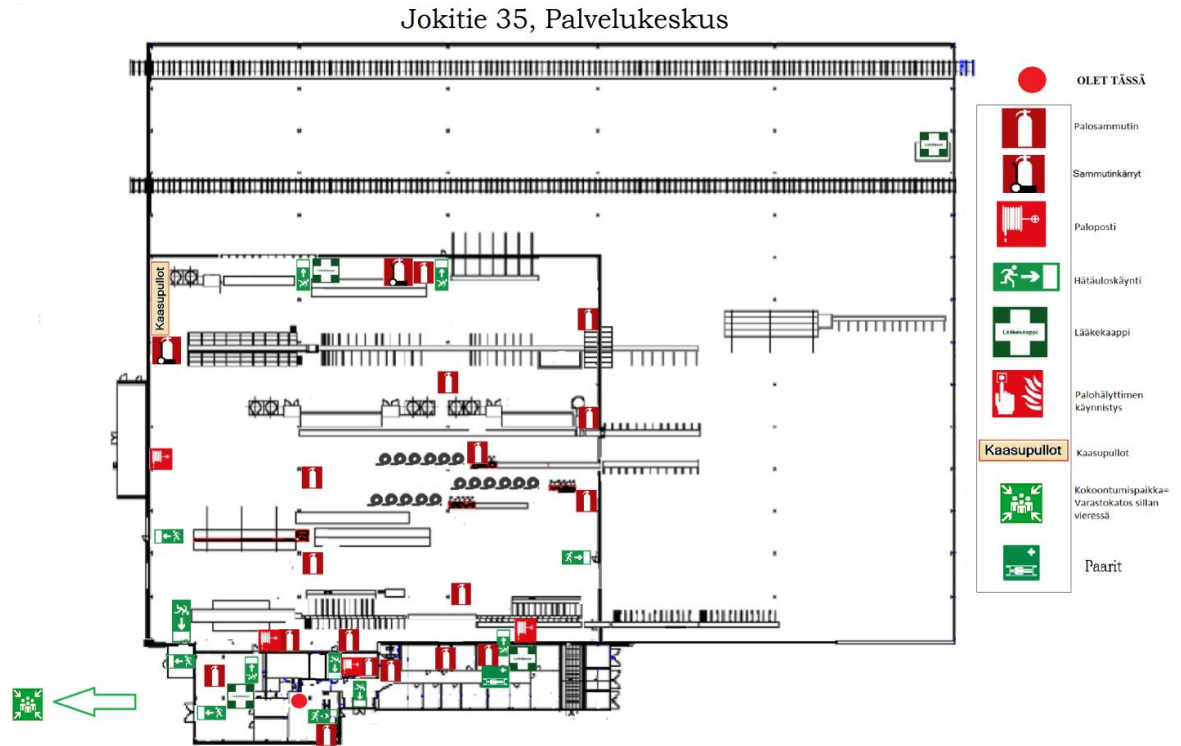 Jokitie 35, Palvelukeskus
OLET TÄSSÄ
Palosammutin
Sammutinkärryt
Paloposti
Hätäuloskäynti
Lääkekaappi
Lääkekaappi
Palohälyttimen
käynnistys
Kaasupullot
Kaasupullot
Kokoontumispaikka=
Varastokatos sillan
vieressä
Paarit
Kaasupullot